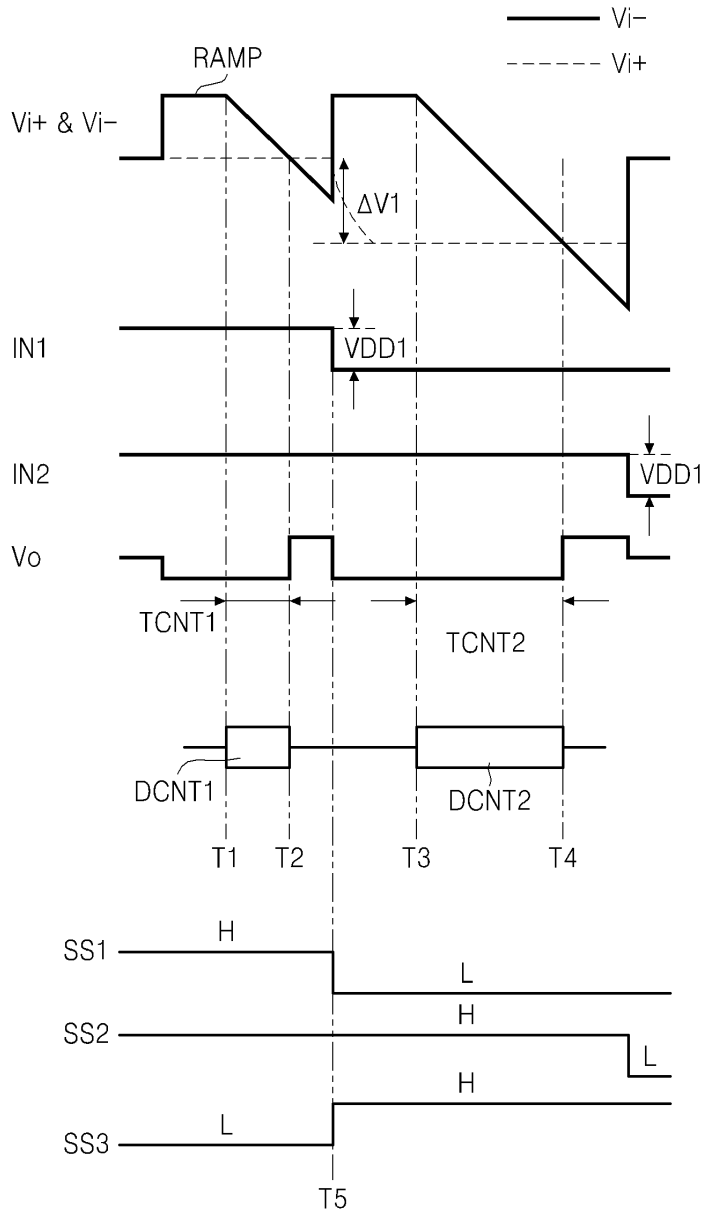 Vi−
Vi+
RAMP
Vi+ & Vi−
ΔV1
IN1
VDD1
IN2
VDD1
Vo
TCNT1
TCNT2
DCNT1
DCNT2
T1
T2
T3
T4
H
SS1
L
H
SS2
L
H
L
SS3
T5